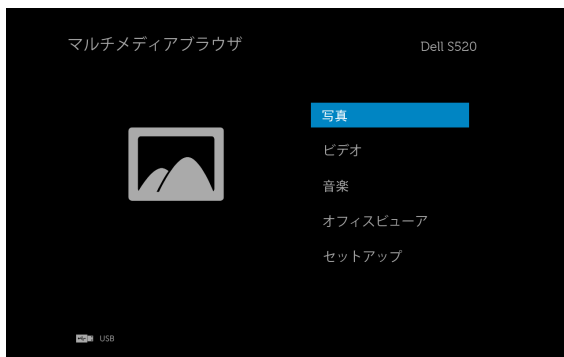 マルチメディアブラウザ
Dell S520
写真
ビデオ
音楽
オフィスビューア
セットアップ
USB